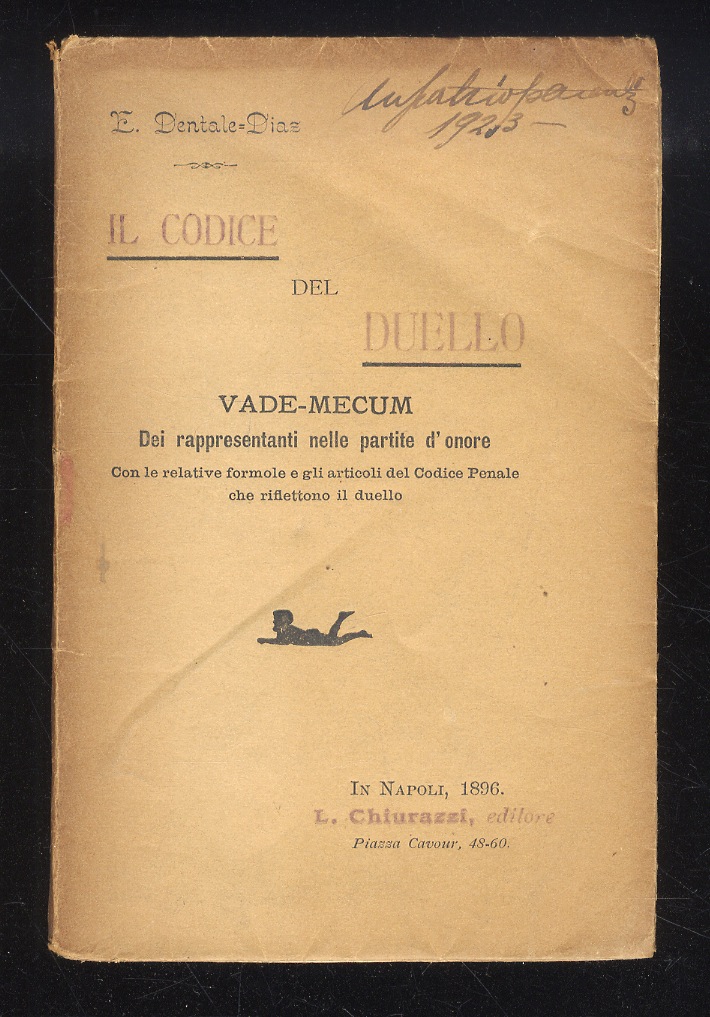 E. Dentale=Diaz
1923 —
IL CODICE
DEL
DUELLO
VADE-MECUM
Dei rappresentanti nelle partite d' onore
Con le relative formole e gli articoli del Codice Penale
che riflettono il duello
IN NAPOLI, 1896.
L. Chiurazzi, editore
Piazza Cavour, 48-60.